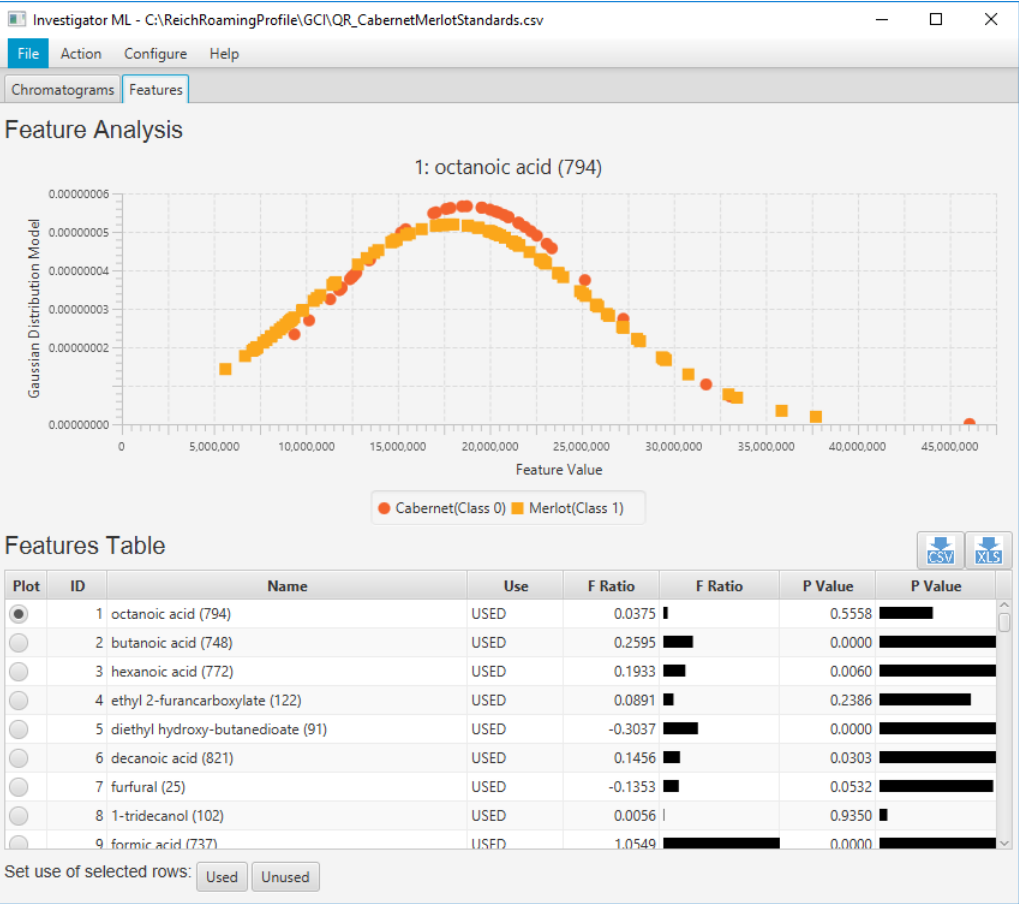 Investigator ML - C:\ReichRoamingProfile\GCI\QR_CabernetMerlotStandards.csv
File Action Configure Help
Chromatograms Features
Feature Analysis
1: octanoic acid (794)
Gaussian Distribution Model
0.00000006
0.00000005
0.00000004
0.00000003
0.00000002
0.00000000
0 5,000,000 10,000,000 15,000,000 20,000,000 25,000,000 30,000,000 35,000,000 40,000,000 45,000,000
Feature Value
Cabernet(Class 0) Merlot(Class 1)
Features Table
CSV XLS
Plot ID Name Use F Ratio F Ratio P Value P Value
1 octanoic acid (794) USED 0.0375 0.5558
2 butanoic acid (748) USED 0.2595 0.0000
3 hexanoic acid (772) USED 0.1933 0.0060
4 ethyl 2-furancarboxylate (122) USED 0.0891 0.2386
5 diethyl hydroxy-butanedioate (91) USED -0.3037 0.0000
6 decanoic acid (821) USED 0.1456 0.0303
7 furfural (25) USED -0.1353 0.0532
8 1-tridecanol (102) USED 0.0056 0.9350
9 formic acid (737) USED 1.0549 0.0000
Set use of selected rows: Used Unused